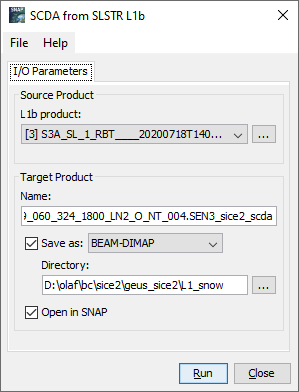 SNAP
SCDA from SLSTR L1b
File Help
I/O Parameters
Source Product
L1b product:
[3] S3A_SL_1_RBT____20200718T140... ...
Target Product
Name:
_060_324_1800_LN2_O_NT_004.SEN3_sice2_scda
Save as: BEAM-DIMAP
Directory:
D:\olaf\bc\sice2\geus_sice2\L1_snow ...
Open in SNAP
Run Close